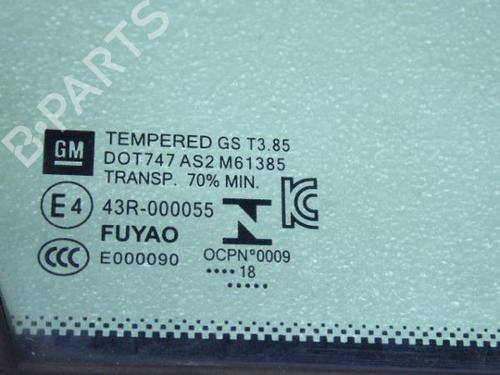 B-PARTS
GM
TEMPERED GS T3.85
DOT747 AS2 M61385
TRANSP. 70% MIN.
E4 43R-000055
FUYAO
CCC E000090
KC
N
OCPN°0009
•••• 18 ••